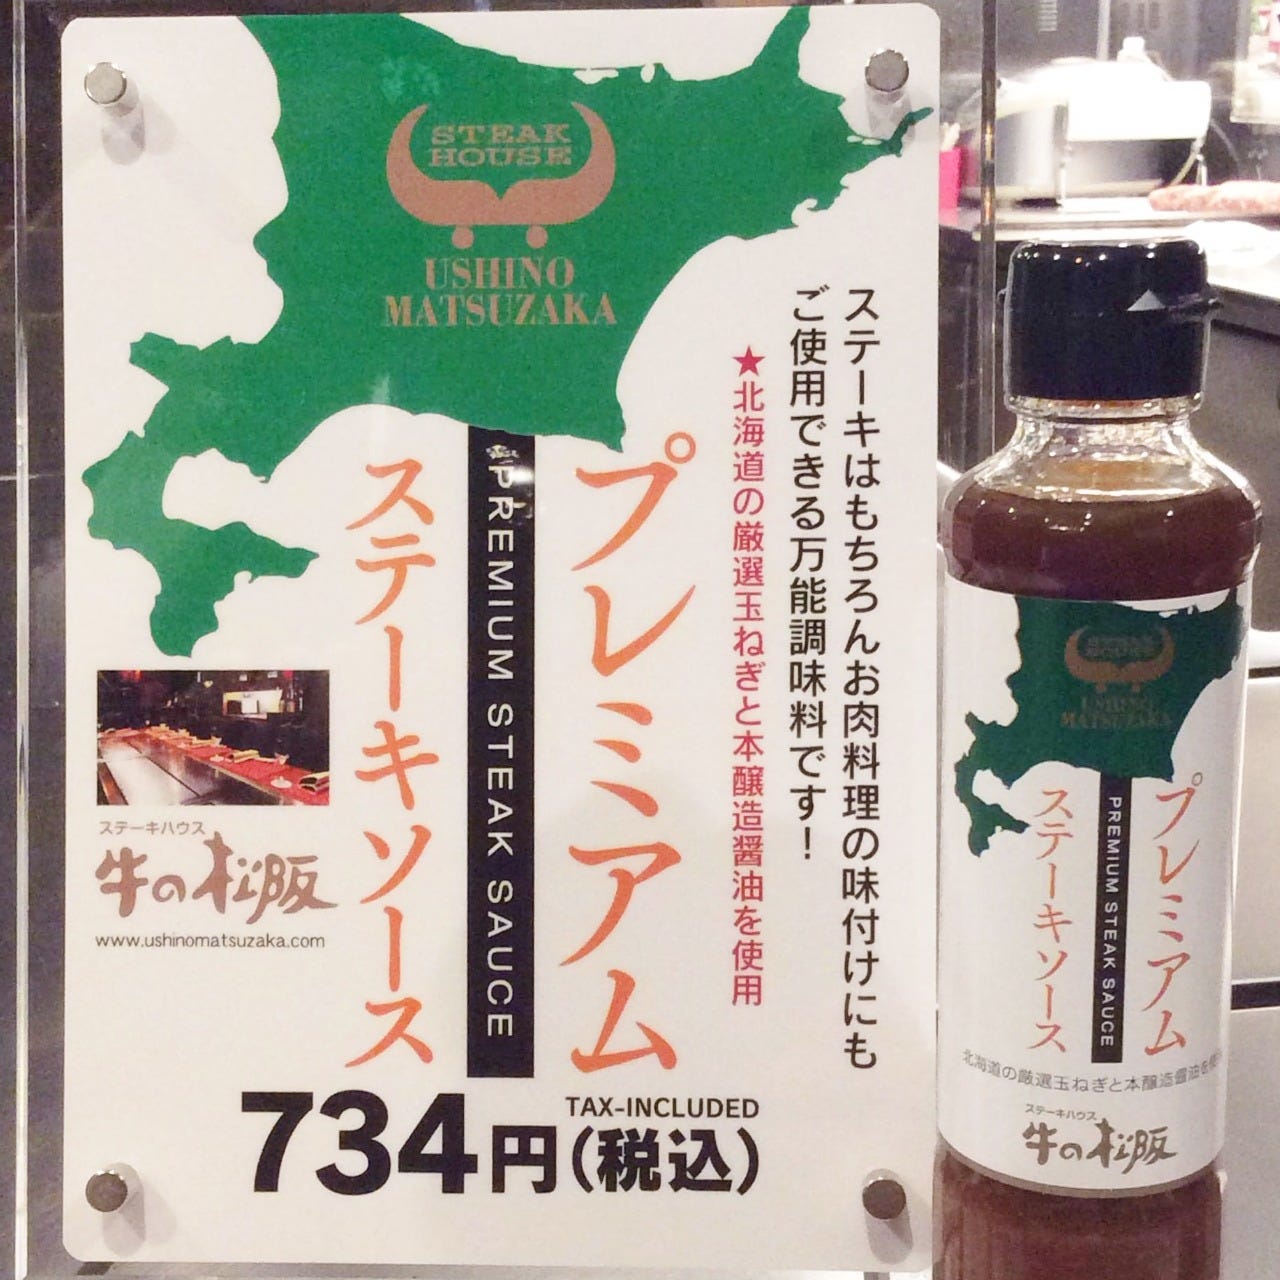 STEAK
HOUSE
USHINO
MATSUZAKA
ステーキはもちろんお肉料理の味付けにも
ご使用できる万能調味料です!
★北海道の厳選玉ねぎと本醸造醤油を使用
プレミアム
PREMIUM STEAK SAUCE
ステーキソース
ステーキハウス
牛の松阪
www.ushinomatsuzaka.com
TAX-INCLUDED
734円(税込)
STEAK
HOUSE
USHINO
MATSUZAKA
プレミアム
PREMIUM STEAK SAUCE
ステーキソース
北海道の厳選玉ねぎと本醸造醤油を
ステーキハウス
牛の松阪